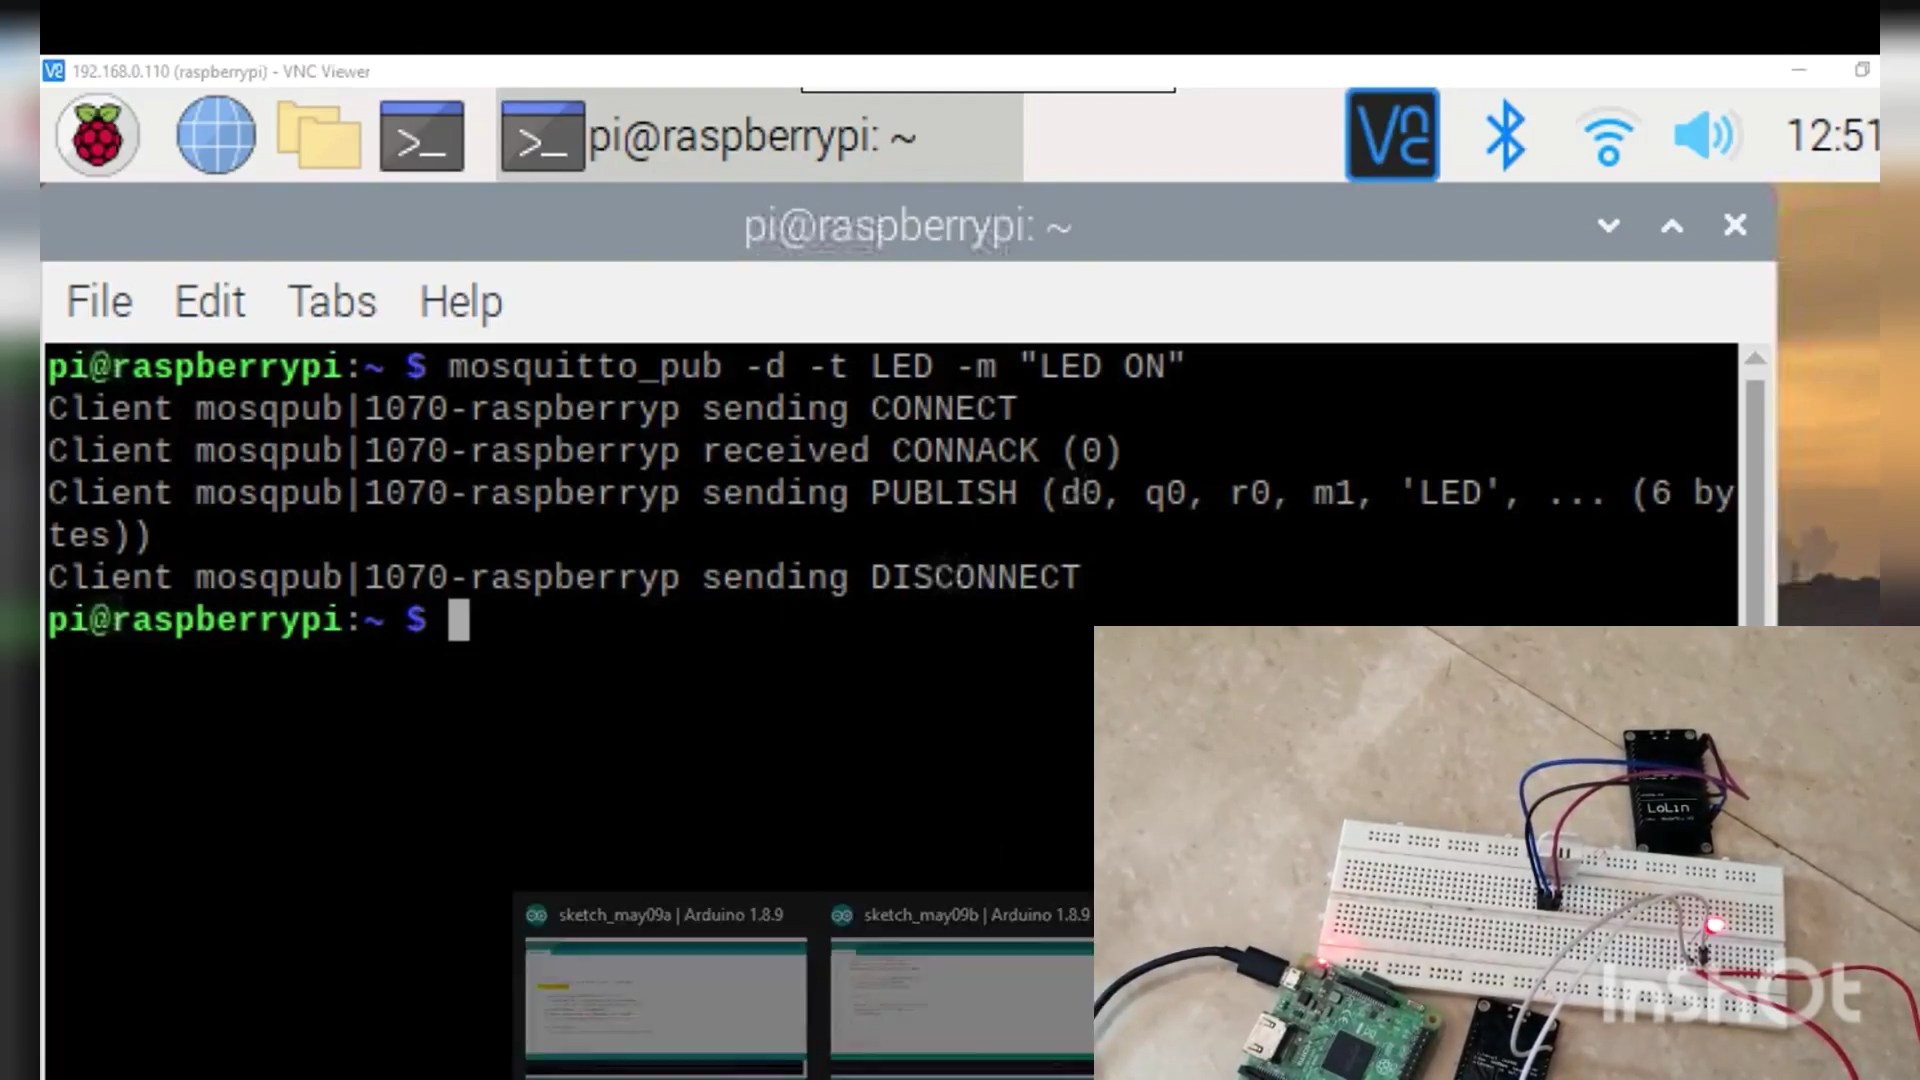 192.168.0.110 (raspberrypi) - VNC Viewer
pi@raspberrypi: ~
12:51
pi@raspberrypi: ~
File Edit Tabs Help
pi@raspberrypi:~ $ mosquitto_pub -d -t LED -m "LED ON"
Client mosqpub|1070-raspberryp sending CONNECT
Client mosqpub|1070-raspberryp received CONNACK (0)
Client mosqpub|1070-raspberryp sending PUBLISH (d0, q0, r0, m1, 'LED', ... (6 by
tes))
Client mosqpub|1070-raspberryp sending DISCONNECT
pi@raspberrypi:~ $
sketch_may09a | Arduino 1.8.9
sketch_may09b | Arduino 1.8.9
LoLin
InShOt